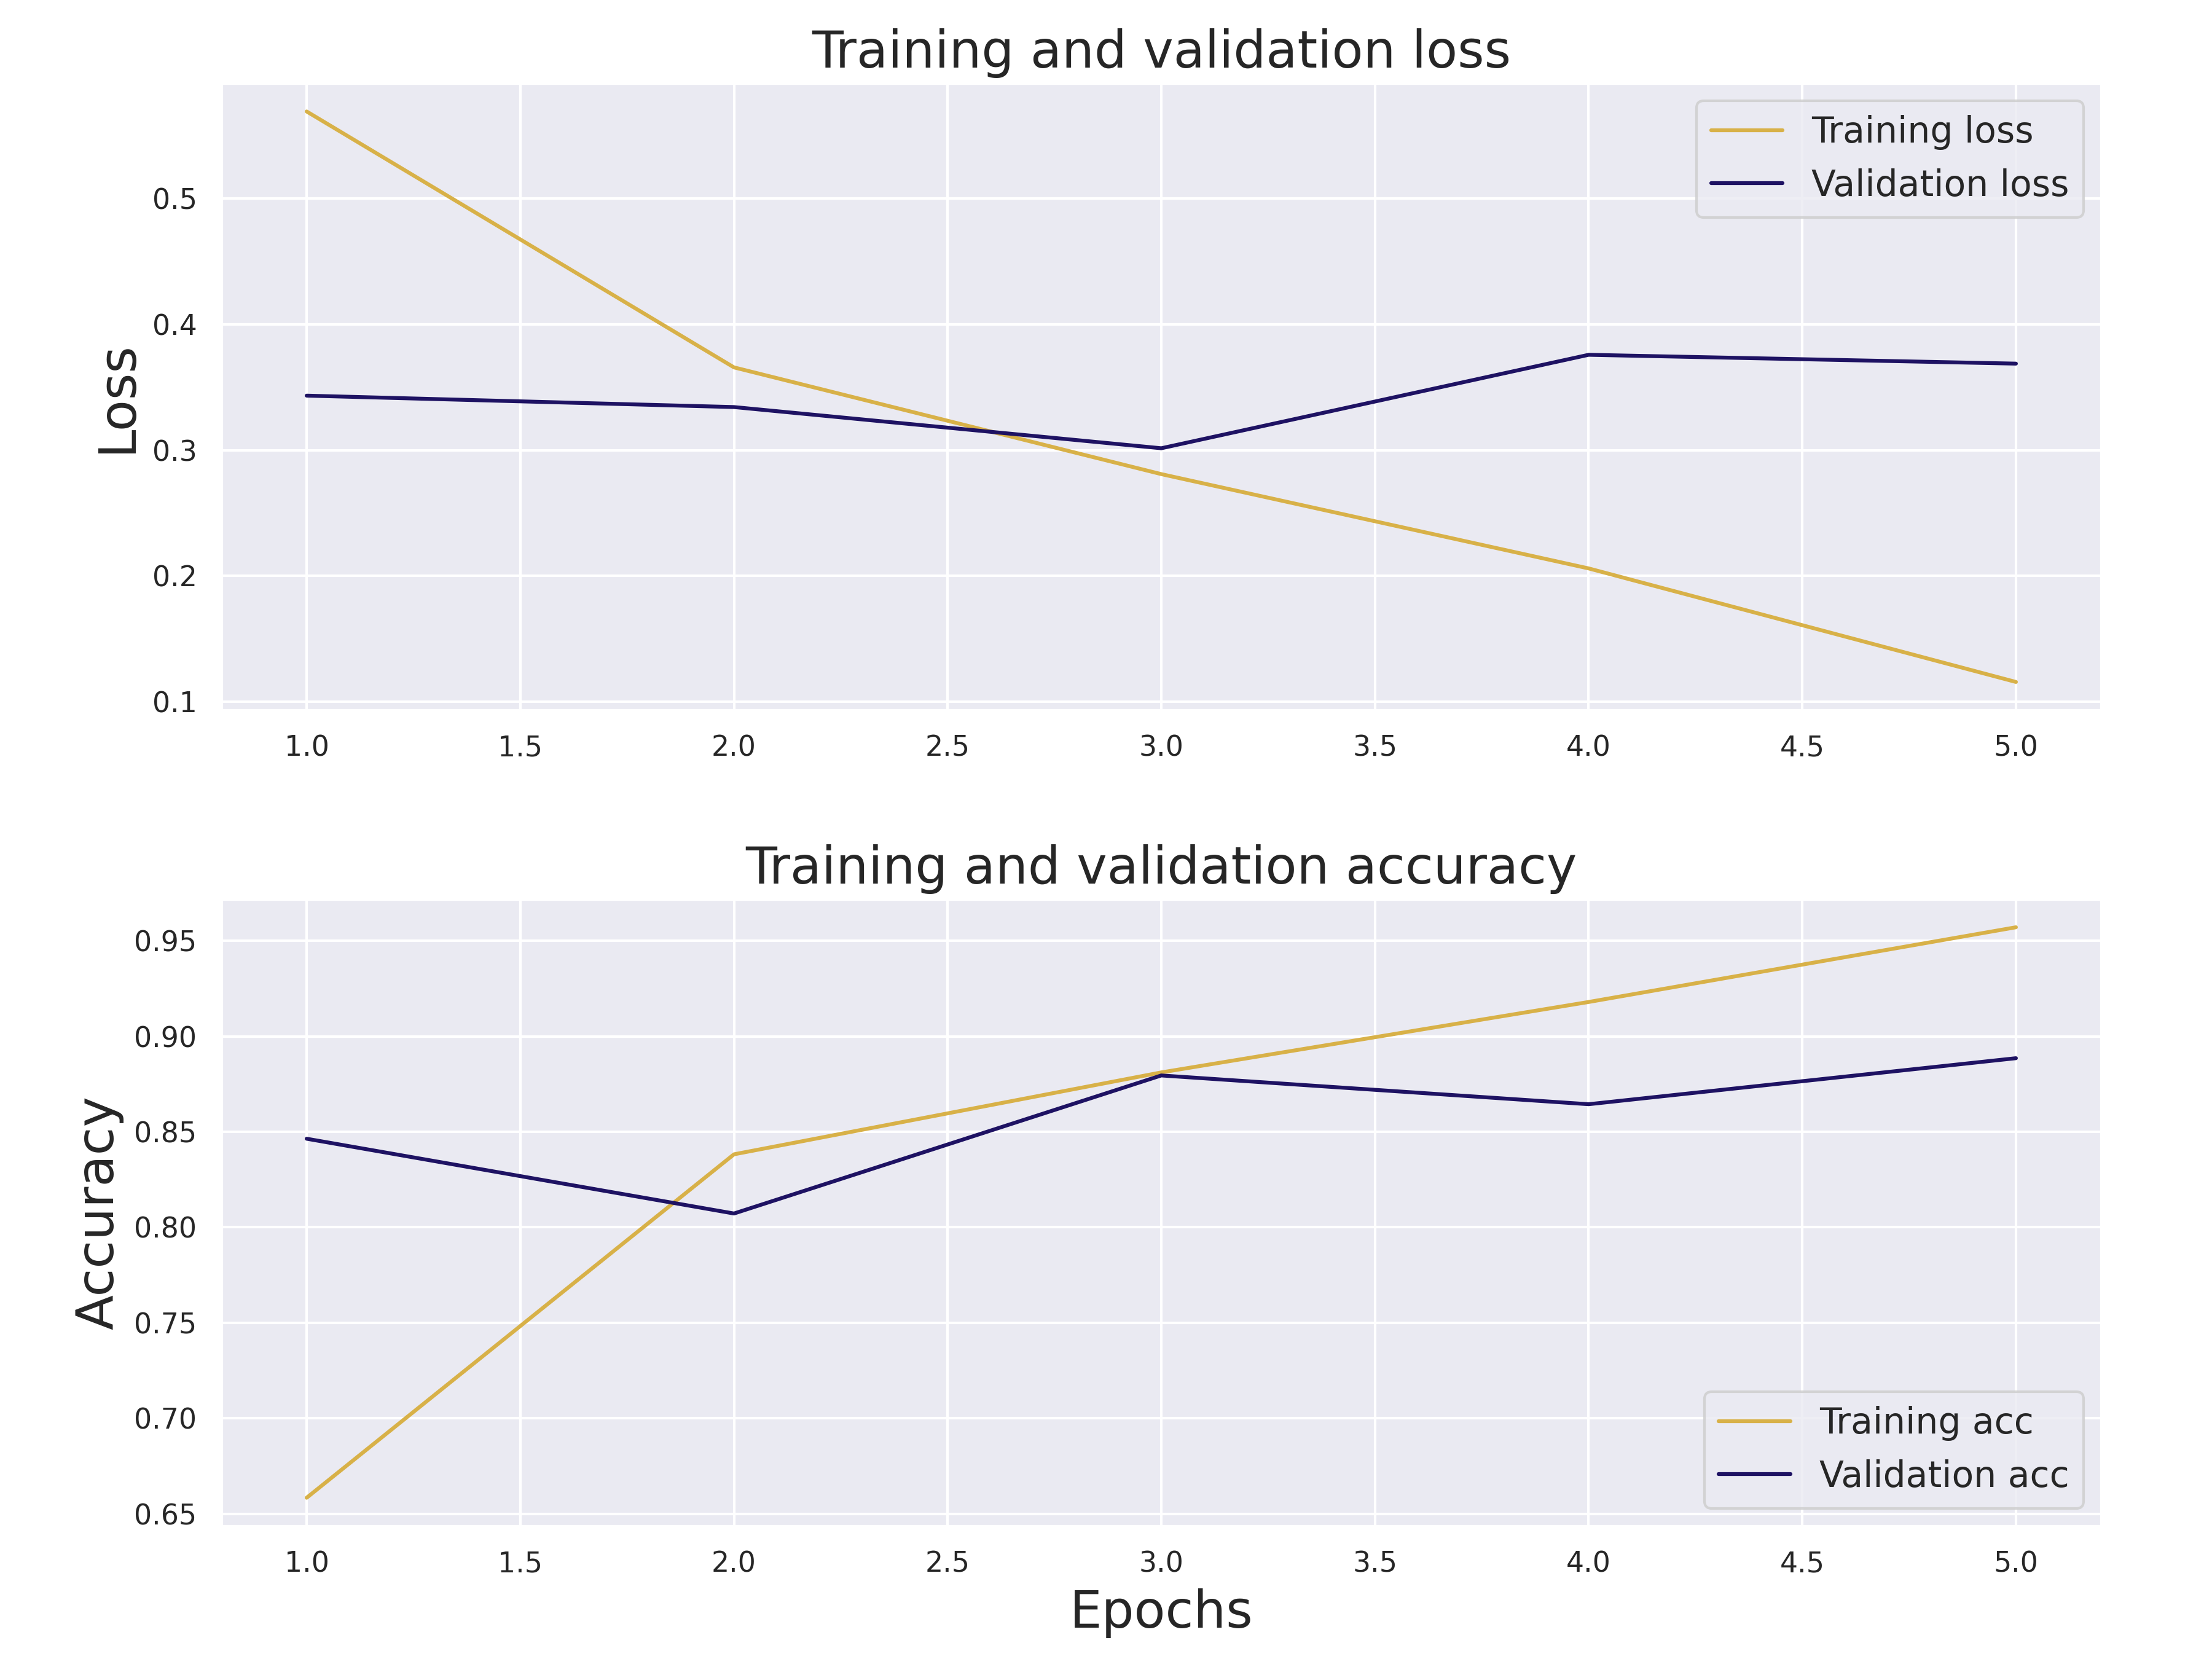 Training and validation loss
Training loss
Validation loss
Loss
0.5
0.4
0.3
0.2
0.1
1.0 1.5 2.0 2.5 3.0 3.5 4.0 4.5 5.0
Training and validation accuracy
Accuracy
0.95
0.90
0.85
0.80
0.75
0.70
0.65
Training acc
Validation acc
1.0 1.5 2.0 2.5 3.0 3.5 4.0 4.5 5.0
Epochs